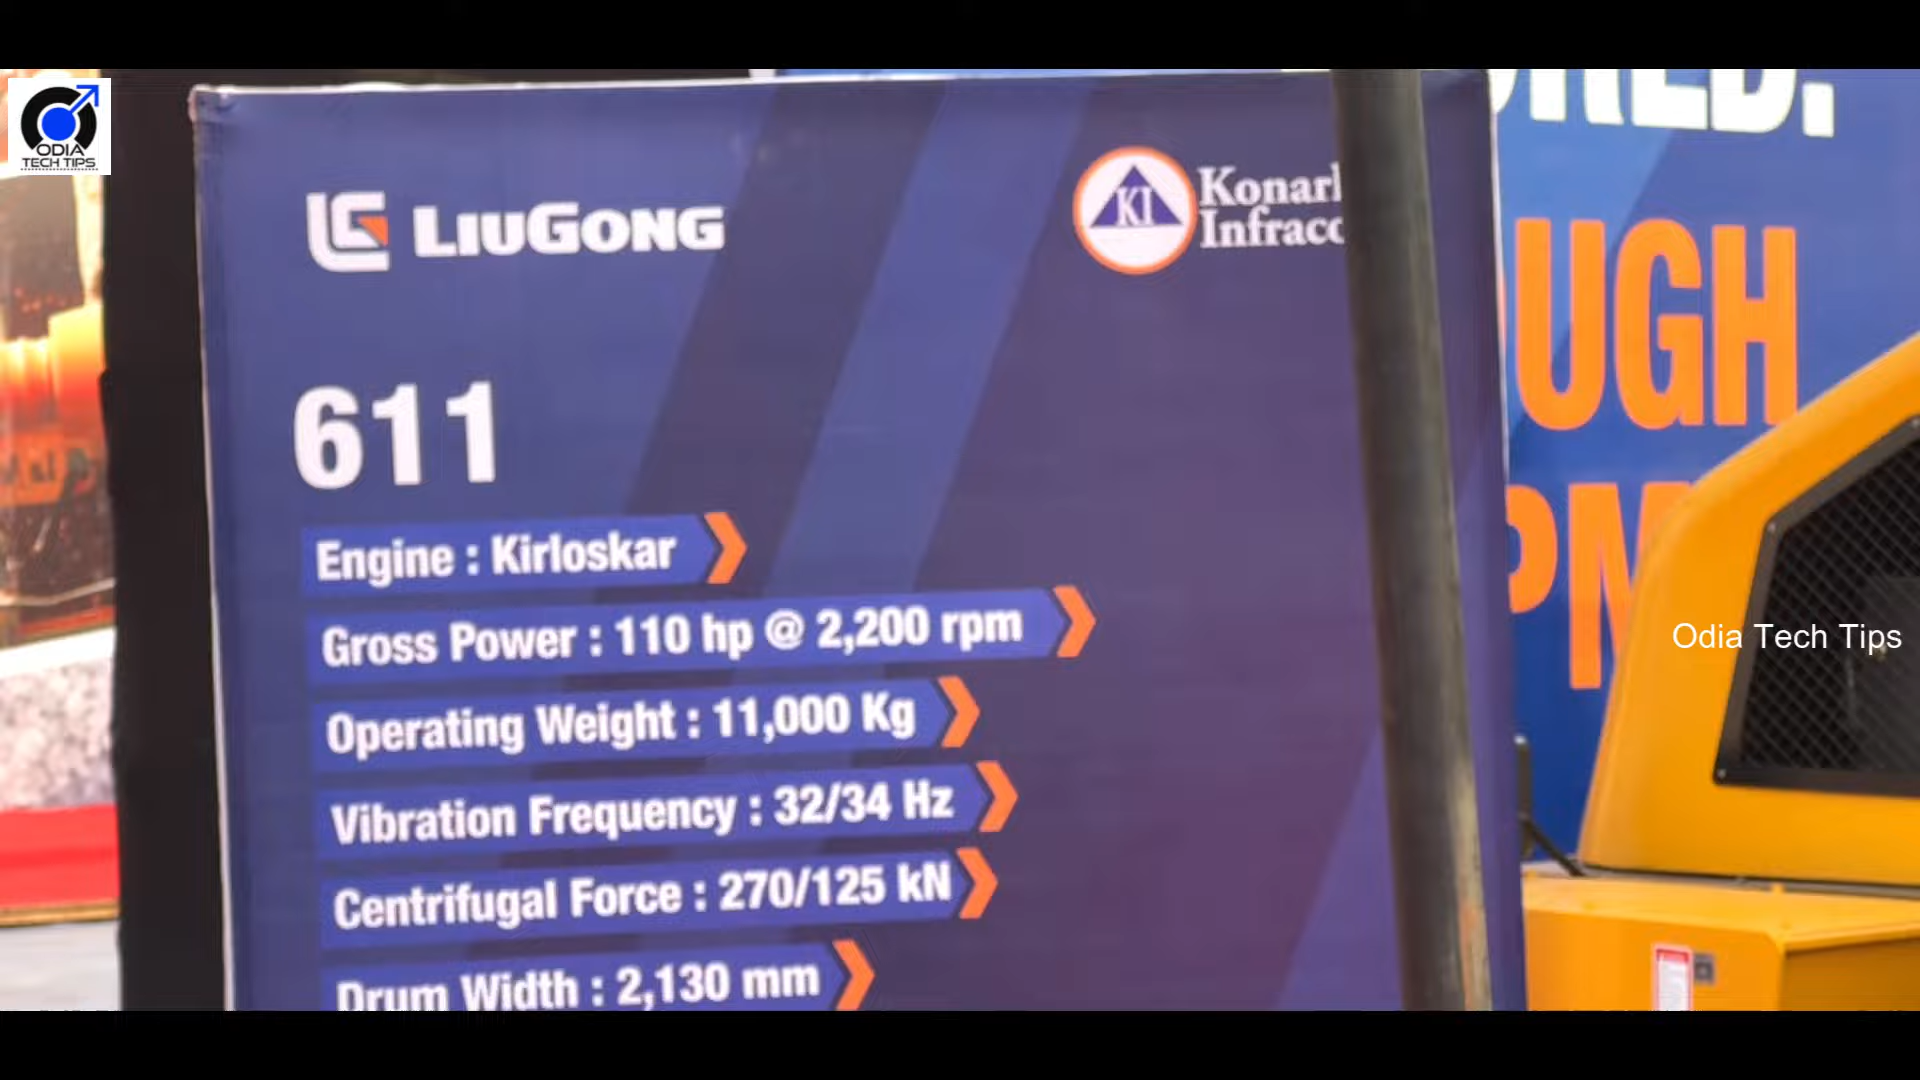 ODIA
TECH TIPS
LIUGONG
KI
611
Engine : Kirloskar
Gross Power : 110 hp @ 2,200 rpm
Operating Weight : 11,000 Kg
Vibration Frequency : 32/34 Hz
Centrifugal Force : 270/125 kN
Drum Width : 2,130 mm
UGH
Odia Tech Tips